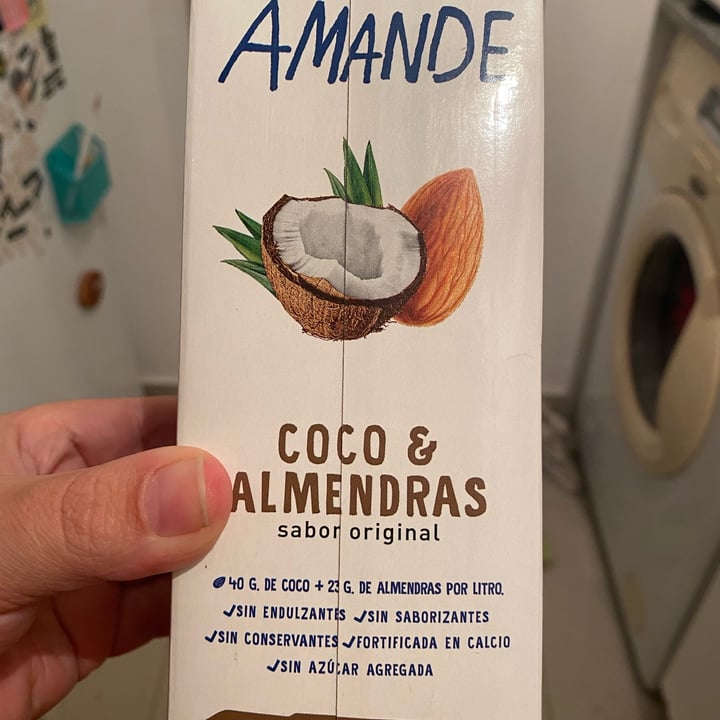 AMANDE
COCO &
ALMENDRAS
sabor original
40 G. DE COCO + 23 G. DE ALMENDRAS POR LITRO.
✓SIN ENDULZANTES ✓SIN SABORIZANTES
✓SIN CONSERVANTES ✓FORTIFICADA EN CALCIO
✓SIN AZÚCAR AGREGADA